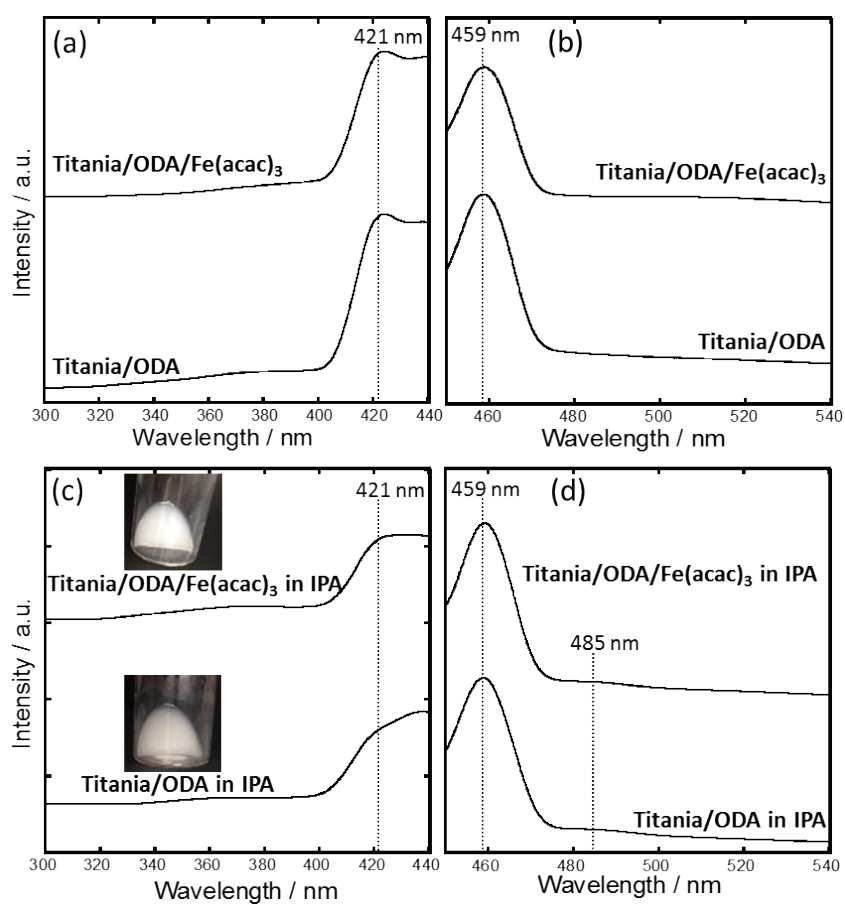 (a)
421 nm
Titania/ODA/Fe(acac)3
Titania/ODA
Intensity / a.u.
300 320 340 360 380 400 420 440
Wavelength / nm
459 nm
(b)
Titania/ODA/Fe(acac)3
Titania/ODA
460 480 500 520 540
Wavelength / nm
(c)
421 nm
Titania/ODA/Fe(acac)3 in IPA
Titania/ODA in IPA
Intensity / a.u.
300 320 340 360 380 400 420 440
Wavelength / nm
459 nm
(d)
Titania/ODA/Fe(acac)3 in IPA
485 nm
Titania/ODA in IPA
460 480 500 520 540
Wavelength / nm